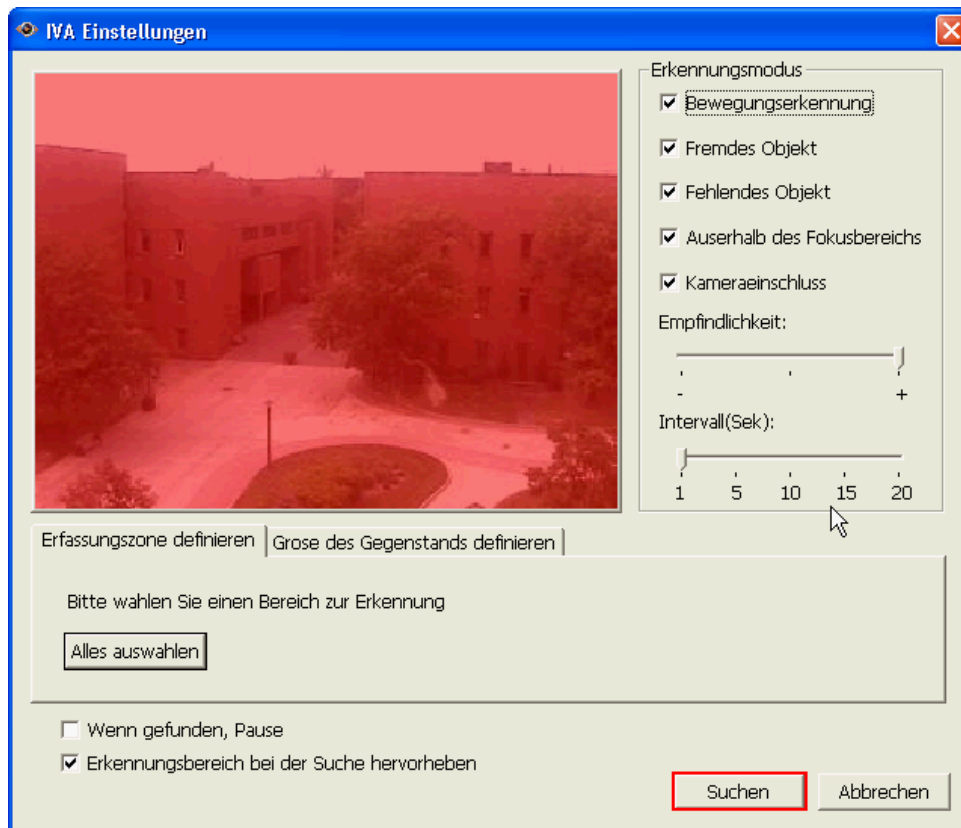 IVA Einstellungen
Erkennungsmodus
Bewegungserkennung
Fremdes Objekt
Fehlendes Objekt
Auserhalb des Fokusbereichs
Kameraeinschluss
Empfindlichkeit:
- +
Intervall(Sek):
1 5 10 15 20
Erfassungszone definieren Grose des Gegenstands definieren
Bitte wahlen Sie einen Bereich zur Erkennung
Alles auswahlen
Wenn gefunden, Pause
Erkennungsbereich bei der Suche hervorheben
Suchen Abbrechen